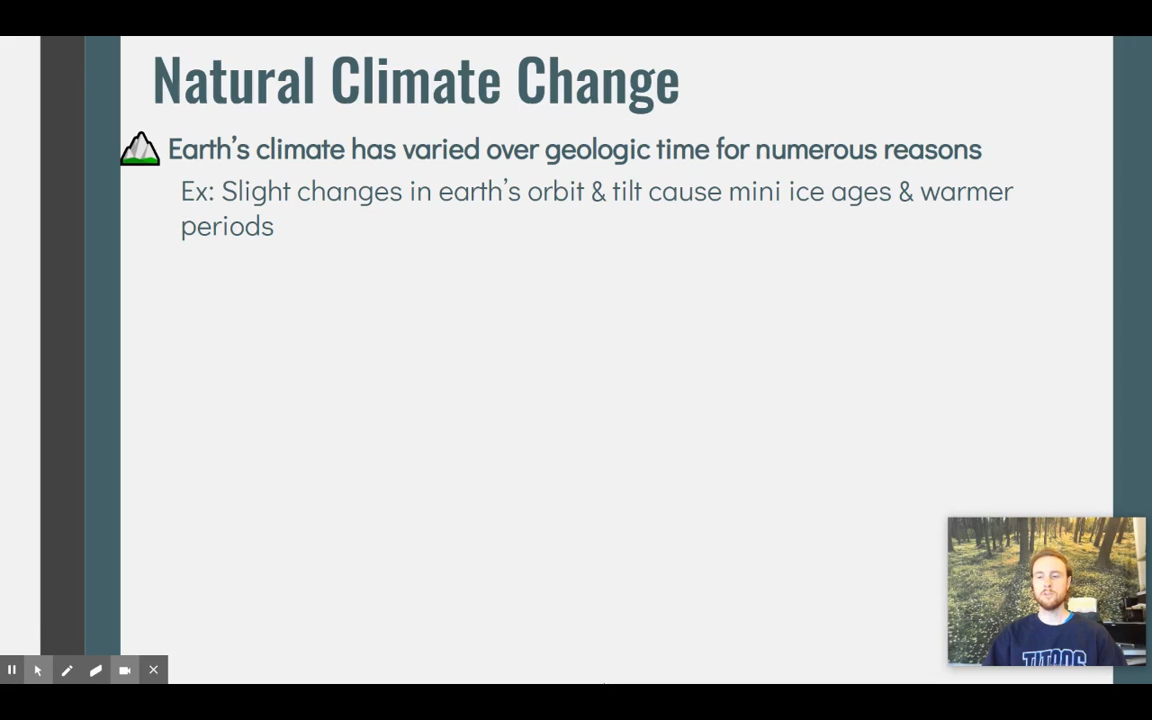 Natural Climate Change
Earth's climate has varied over geologic time for numerous reasons
Ex: Slight changes in earth's orbit & tilt cause mini ice ages & warmer
periods
TITANS